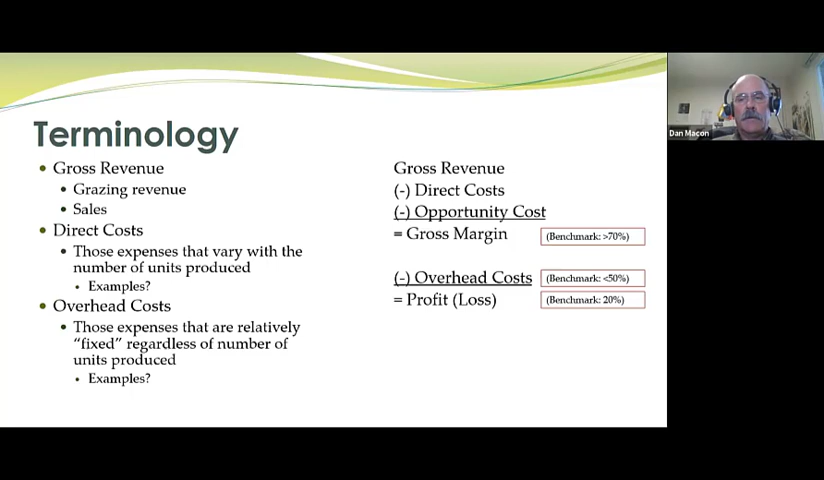 Terminology
Gross Revenue
Grazing revenue
Sales
Direct Costs
Those expenses that vary with the
number of units produced
Examples?
Overhead Costs
Those expenses that are relatively
“fixed” regardless of number of
units produced
Examples?
Gross Revenue
(-) Direct Costs
(-) Opportunity Cost
= Gross Margin (Benchmark: >70%)
(-) Overhead Costs (Benchmark: <50%)
= Profit (Loss) (Benchmark: 20%)
Dan Macon